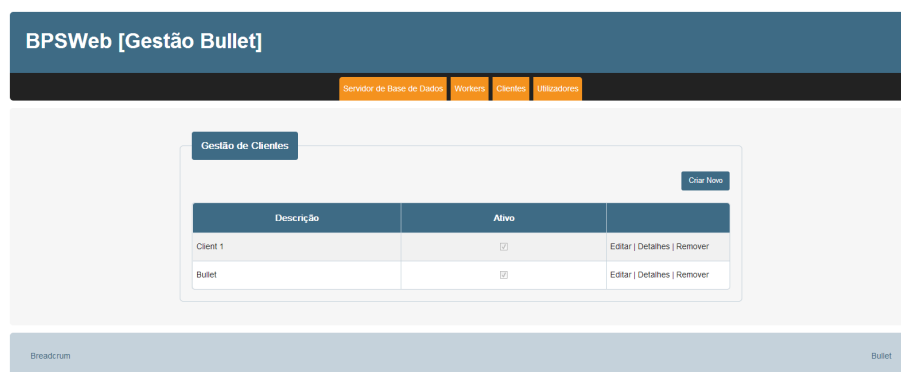 BPSWeb [Gestão Bullet]
Servidor de Base de Dados Workers Clientes Utilizadores
Gestão de Clientes
Criar Novo
Descrição Ativo
Client 1 Editar | Detalhes | Remover
Bullet Editar | Detalhes | Remover
Breadcrum Bullet